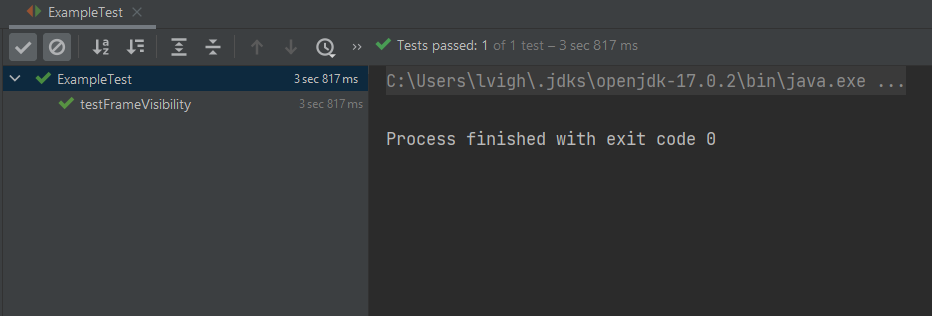 ExampleTest
Tests passed: 1 of 1 test – 3 sec 817 ms
ExampleTest 3 sec 817 ms
testFrameVisibility 3 sec 817 ms
C:\Users\lvigh\.jdks\openjdk-17.0.2\bin\java.exe ...
Process finished with exit code 0